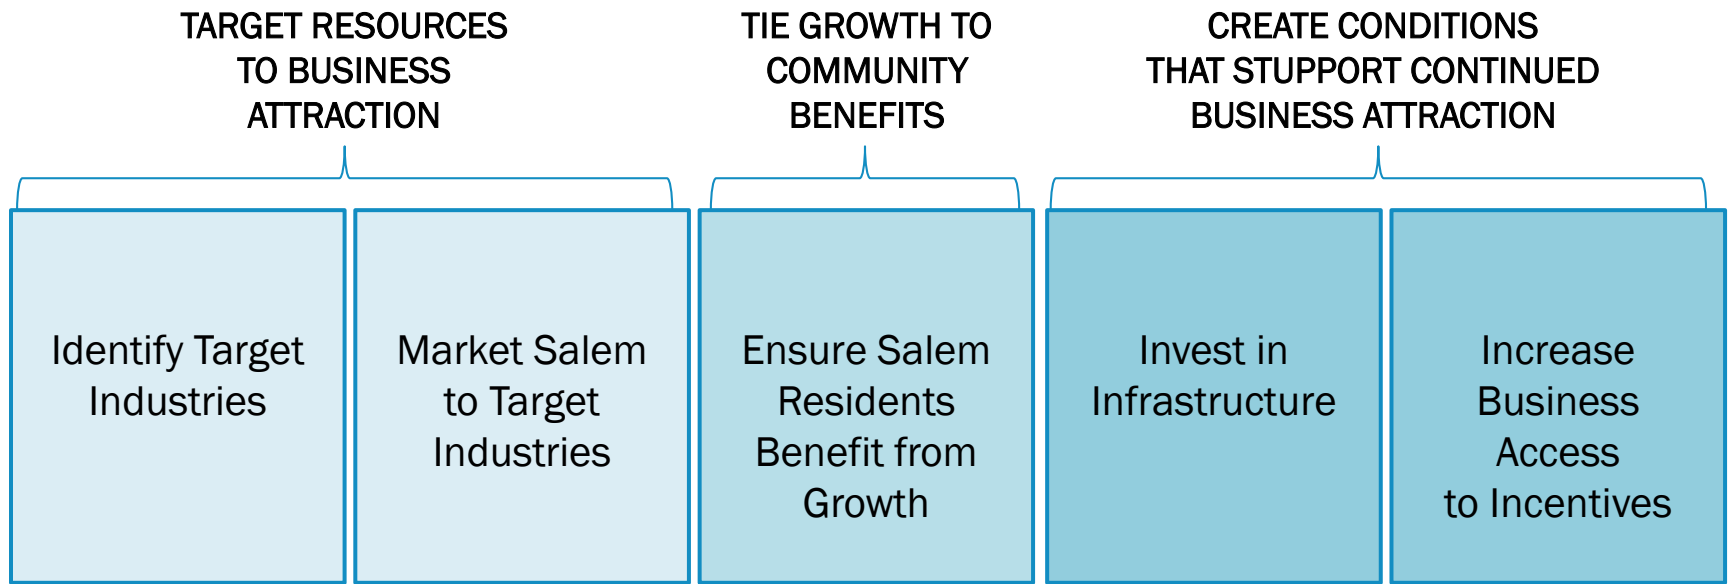 TARGET RESOURCES
TO BUSINESS
ATTRACTION
TIE GROWTH TO
COMMUNITY
BENEFITS
CREATE CONDITIONS
THAT STUPPORT CONTINUED
BUSINESS ATTRACTION
Identify Target
Industries
Market Salem
to Target
Industries
Ensure Salem
Residents
Benefit from
Growth
Invest in
Infrastructure
Increase
Business
Access
to Incentives